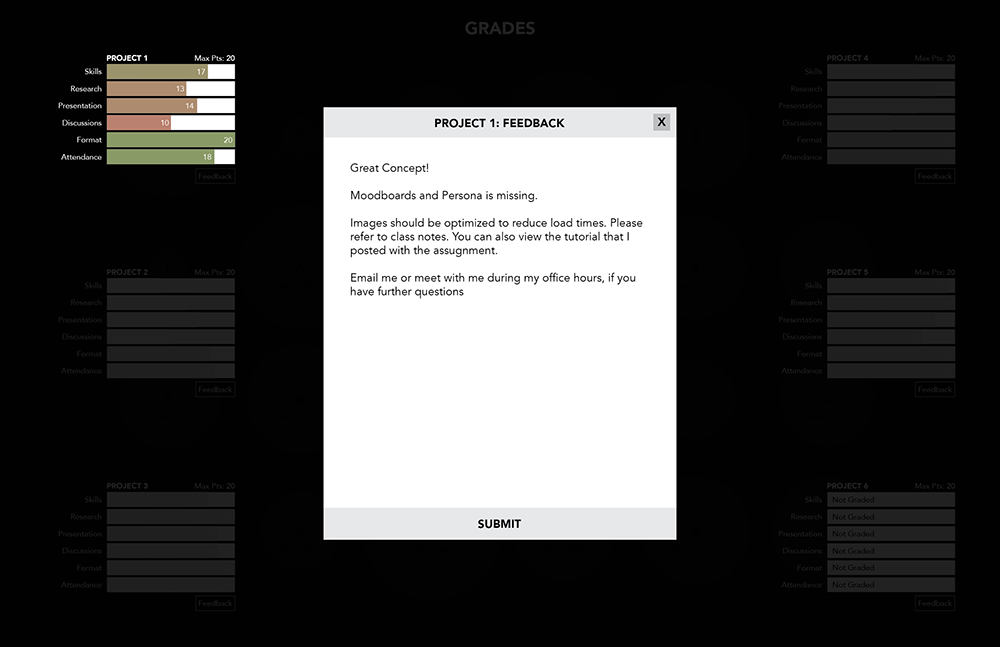 GRADES
PROJECT 1 Max Pts: 20
Skills 17
Research 13
Presentation 14
Discussions 10
Format 20
Attendance 18
Feedback
PROJECT 2 Max Pts: 20
Skills
Research
Presentation
Discussions
Format
Attendance
Feedback
PROJECT 3 Max Pts: 20
Skills
Research
Presentation
Discussions
Format
Attendance
Feedback
PROJECT 1: FEEDBACK X
Great Concept!
Moodboards and Persona is missing.
Images should be optimized to reduce load times. Please
refer to class notes. You can also view the tutorial that I
posted with the assugnment.
Email me or meet with me during my office hours, if you
have further questions
SUBMIT
PROJECT 4 Max Pts: 20
Skills
Research
Presentation
Discussions
Format
Attendance
Feedback
PROJECT 5 Max Pts: 20
Skills
Research
Presentation
Discussions
Format
Attendance
Feedback
PROJECT 6 Max Pts: 20
Skills Not Graded
Research Not Graded
Presentation Not Graded
Discussions Not Graded
Format Not Graded
Attendance Not Graded
Feedback